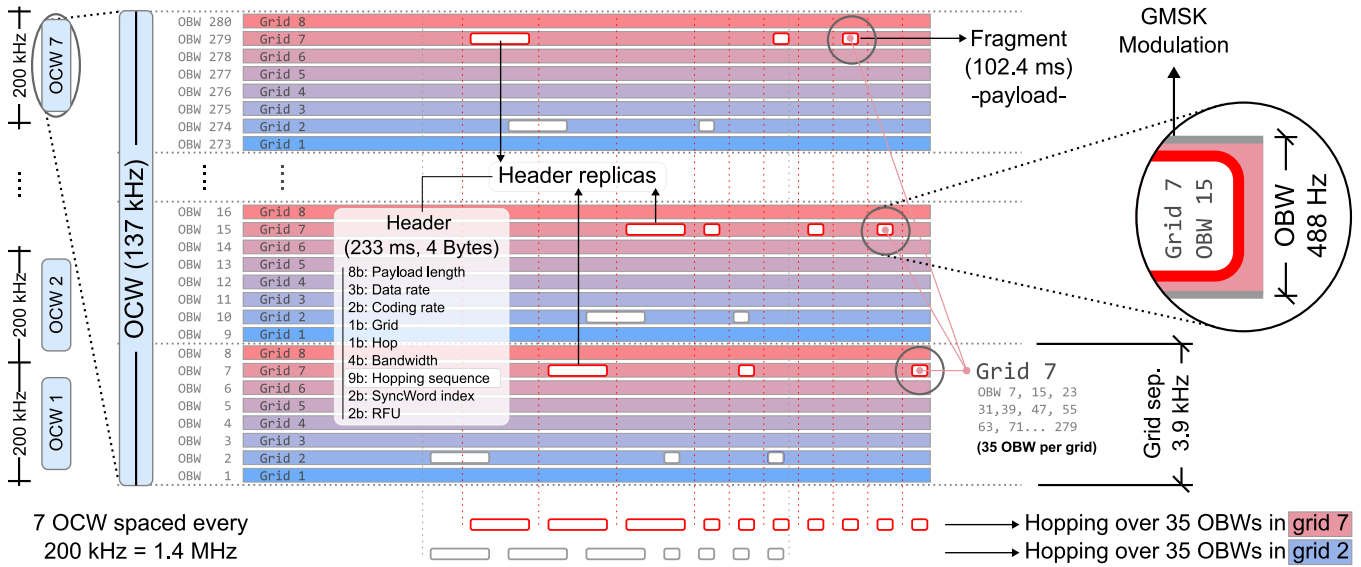 200 kHz
OCW 7
200 kHz
OCW 2
200 kHz
OCW 1
OCW (137 kHz)
OBW 280 Grid 8
OBW 279 Grid 7
OBW 278 Grid 6
OBW 277 Grid 5
OBW 276 Grid 4
OBW 275 Grid 3
OBW 274 Grid 2
OBW 273 Grid 1
Header replicas
OBW 16 Grid 8
OBW 15 Grid 7
OBW 14 Grid 6
OBW 13 Grid 5
OBW 12 Grid 4
OBW 11 Grid 3
OBW 10 Grid 2
OBW 9 Grid 1
OBW 8 Grid 8
OBW 7 Grid 7
OBW 6 Grid 6
OBW 5 Grid 5
OBW 4 Grid 4
OBW 3 Grid 3
OBW 2 Grid 2
OBW 1 Grid 1
Header
(233 ms, 4 Bytes)
8b: Payload length
3b: Data rate
2b: Coding rate
1b: Grid
1b: Hop
4b: Bandwidth
9b: Hopping sequence
2b: SyncWord index
2b: RFU
Fragment
(102.4 ms)
-payload-
GMSK
Modulation
Grid 7
OBW 15
OBW
488 Hz
Grid 7
OBW 7, 15, 23
31,39, 47, 55
63, 71... 279
(35 OBW per grid)
Grid sep.
3.9 kHz
7 OCW spaced every
200 kHz = 1.4 MHz
Hopping over 35 OBWs in grid 7
Hopping over 35 OBWs in grid 2